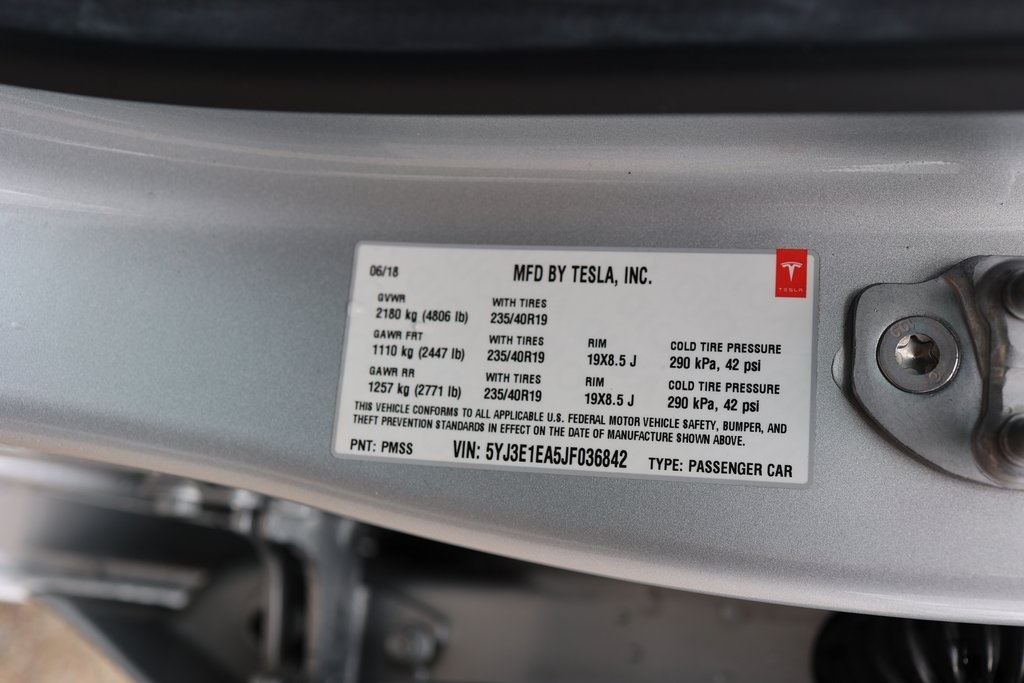 06/18 MFD BY TESLA, INC.
TESLA
GVWR WITH TIRES
2180 kg (4806 lb) 235/40R19
GAWR FRT WITH TIRES RIM COLD TIRE PRESSURE
1110 kg (2447 lb) 235/40R19 19X8.5 J 290 kPa, 42 psi
GAWR RR WITH TIRES RIM COLD TIRE PRESSURE
1257 kg (2771 lb) 235/40R19 19X8.5 J 290 kPa, 42 psi
THIS VEHICLE CONFORMS TO ALL APPLICABLE U.S. FEDERAL MOTOR VEHICLE SAFETY, BUMPER, AND
THEFT PREVENTION STANDARDS IN EFFECT ON THE DATE OF MANUFACTURE SHOWN ABOVE.
PNT: PMSS VIN: 5YJ3E1EA5JF036842 TYPE: PASSENGER CAR